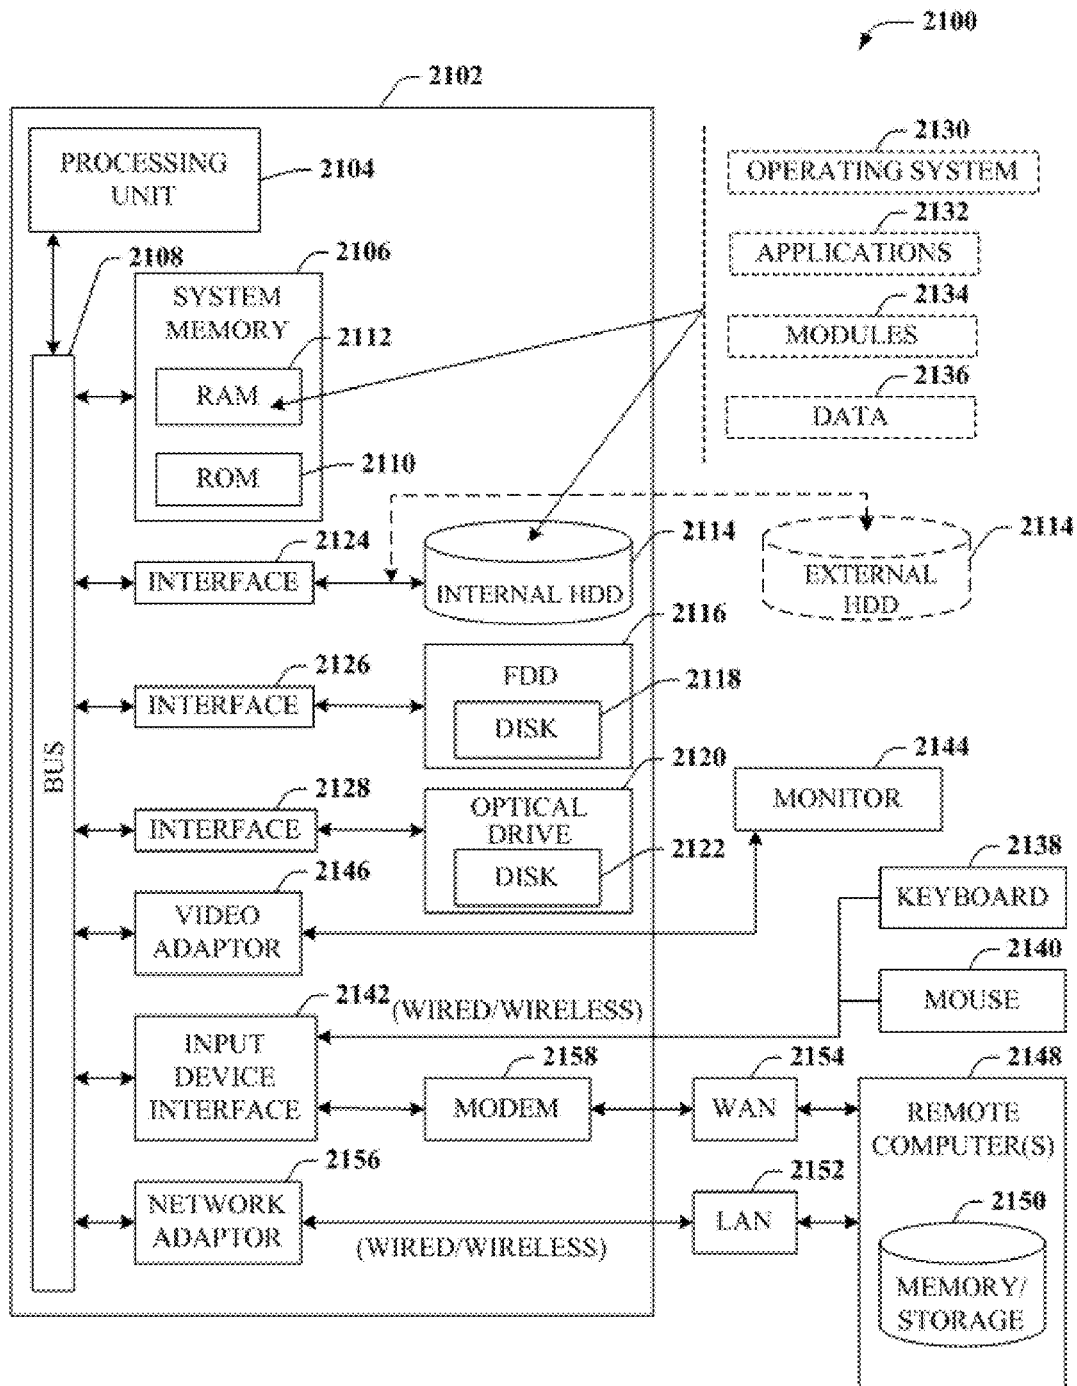 2100
2102
PROCESSING
UNIT
2104
2130
OPERATING SYSTEM
2132
APPLICATIONS
2134
MODULES
2136
DATA
2108
BUS
2106
SYSTEM
MEMORY
2112
RAM
2110
ROM
2124
INTERFACE
2114
INTERNAL HDD
2114
EXTERNAL
HDD
2126
INTERFACE
2116
FDD
2118
DISK
2128
INTERFACE
2120
OPTICAL
DRIVE
2122
DISK
2144
MONITOR
2146
VIDEO
ADAPTOR
2138
KEYBOARD
2140
MOUSE
2142
INPUT
DEVICE
INTERFACE
(WIRED/WIRELESS)
2158
MODEM
2154
WAN
2148
REMOTE
COMPUTER(S)
2156
NETWORK
ADAPTOR
(WIRED/WIRELESS)
2152
LAN
2150
MEMORY/
STORAGE